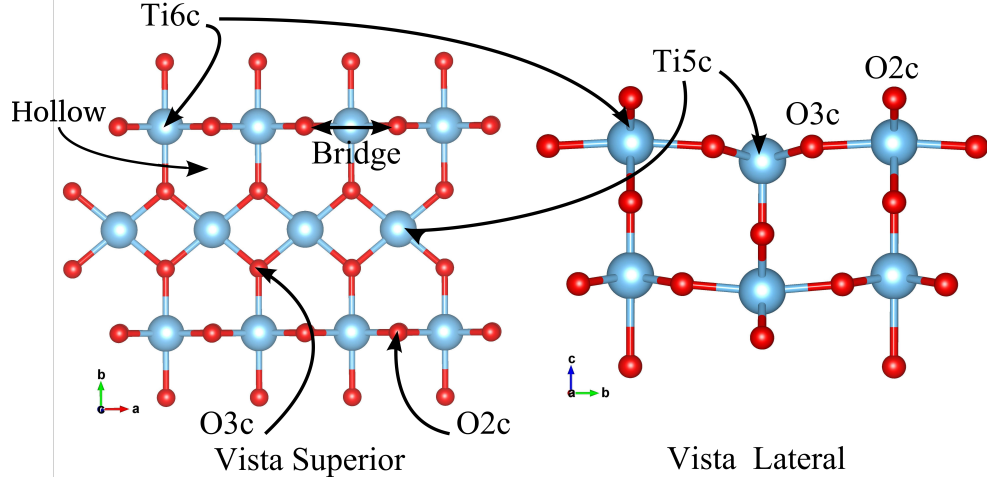 Ti6c
Ti5c
O2c
Hollow
O3c
Bridge
b
c a
c
a b
O3c
O2c
Vista Superior
Vista Lateral